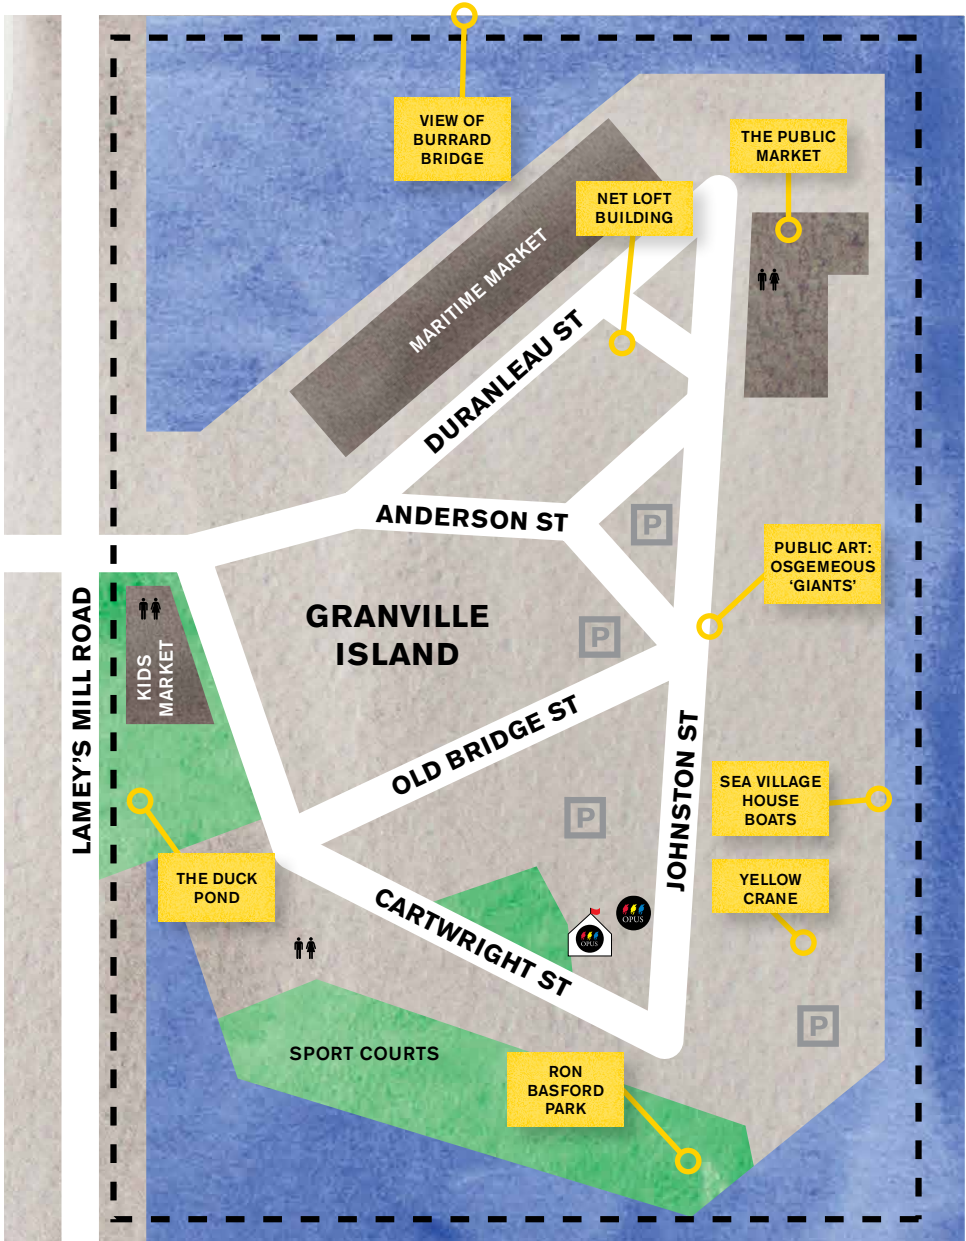 VIEW OF
BURRARD
BRIDGE
THE PUBLIC
MARKET
NET LOFT
BUILDING
MARITIME MARKET
DURANLEAU ST
ANDERSON ST
P
PUBLIC ART:
OSGEMEOUS
‘GIANTS’
GRANVILLE
ISLAND
P
KIDS
MARKET
LAMEY’S MILL ROAD
OLD BRIDGE ST
JOHNSTON ST
SEA VILLAGE
HOUSE
BOATS
P
THE DUCK
POND
YELLOW
CRANE
CARTWRIGHT ST
OPUS
OPUS
P
SPORT COURTS
RON
BASFORD
PARK